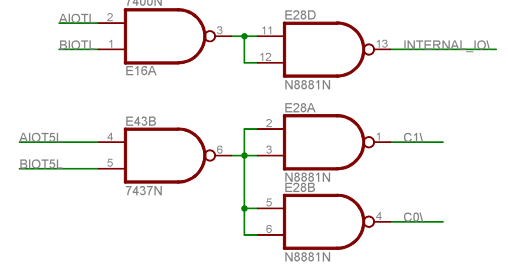 7400N
E28D
AIOTL 2 3 11
BIOTL 1 12 13 INTERNAL_IO\
E16A N8881N
E43B E28A
AIOT5L 4 6 2 1 C1\
BIOT5L 5 3
7437N N8881N
E28B
5 4 C0\
6
N8881N